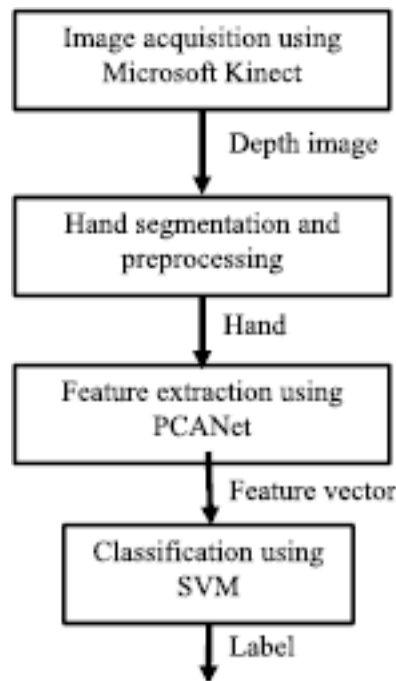 Image acquisition using
Microsoft Kinect
Depth image
Hand segmentation and
preprocessing
Hand
Feature extraction using
PCANet
Feature vector
Classification using
SVM
Label